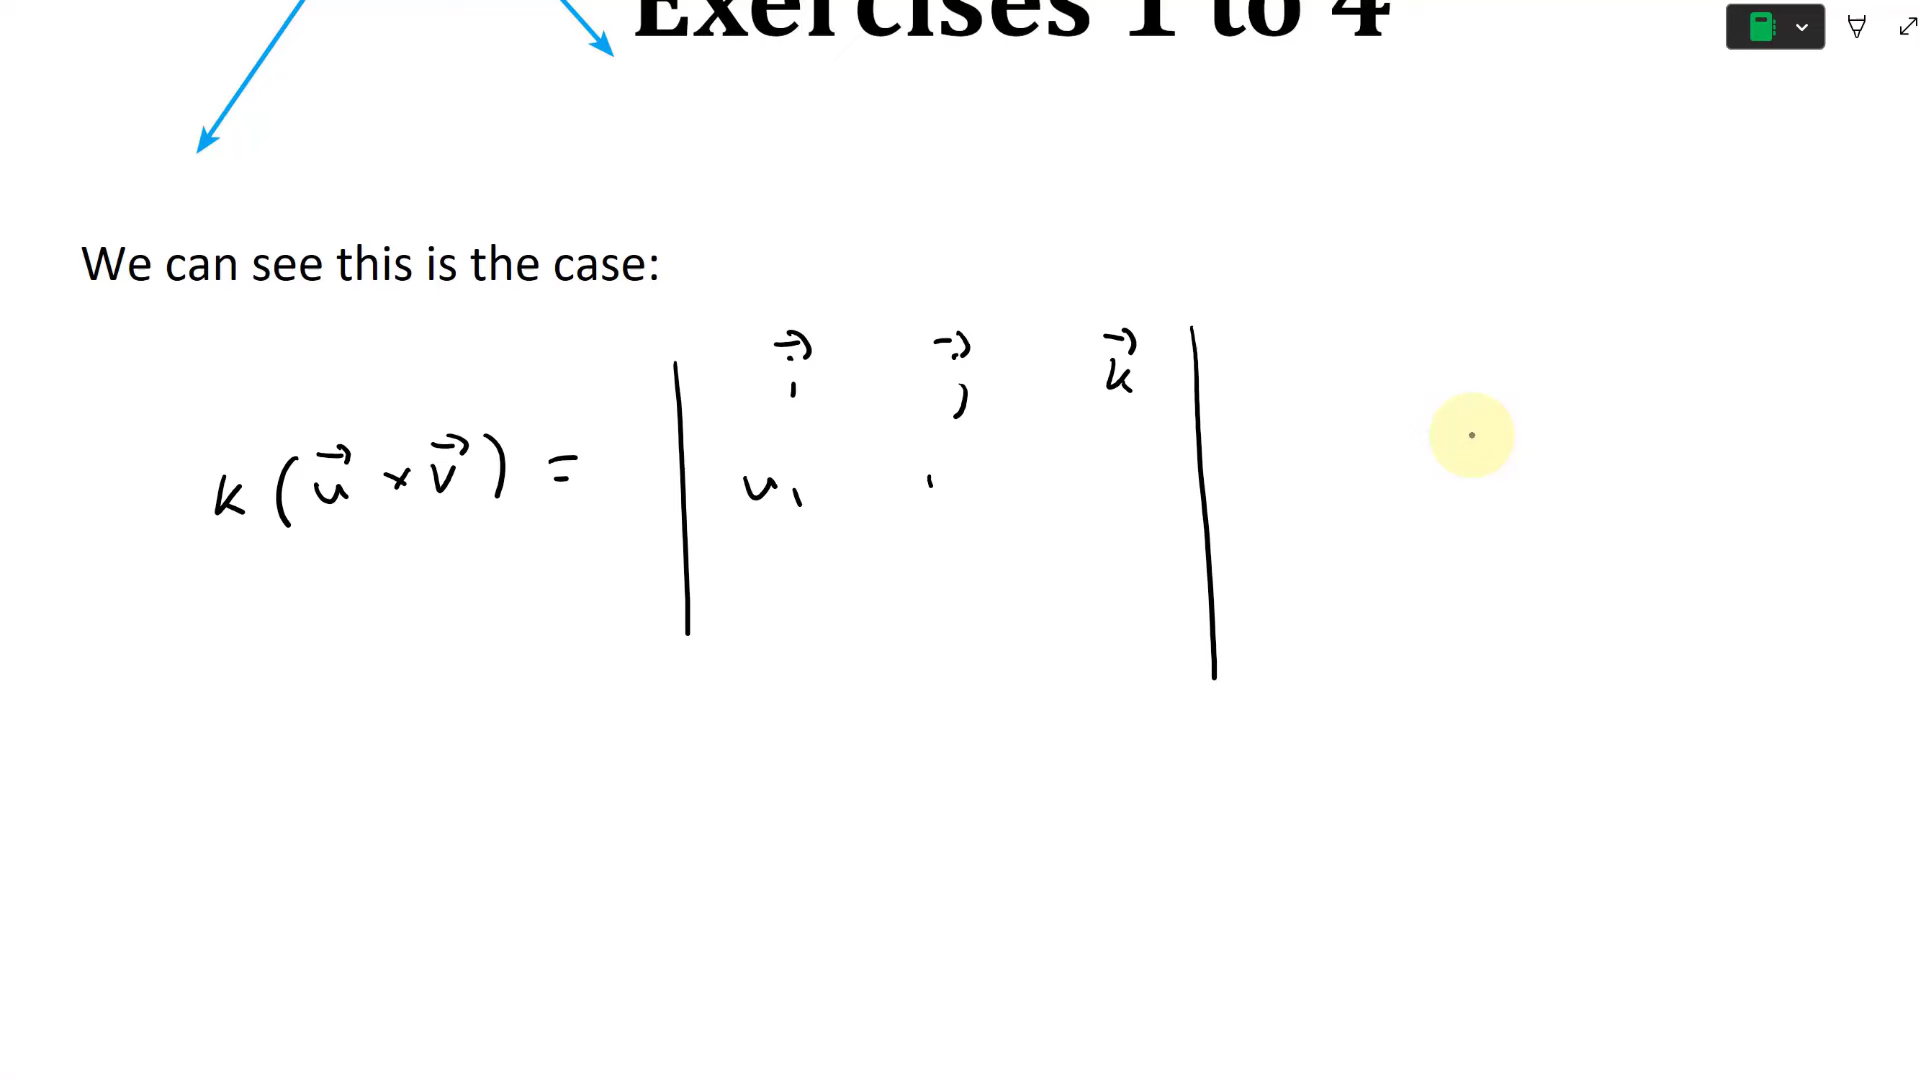 Exercises 1 to 4
We can see this is the case:
i⃗ j⃗ k⃗
k(u⃗ × v⃗) =
u₁